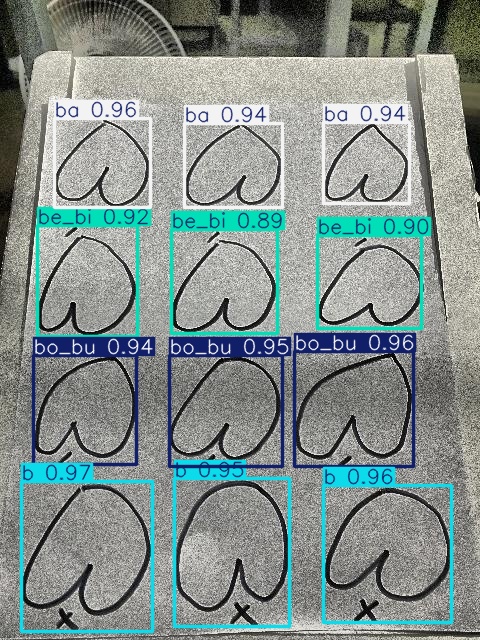 ba 0.96 ba 0.94 ba 0.94
ᜊ ᜊ ᜊ
be_bi 0.92 be_bi 0.89 be_bi 0.90
ᜊᜒ ᜊᜒ ᜊᜒ
bo_bu 0.94 bo_bu 0.95 bo_bu 0.96
ᜊᜓ ᜊᜓ ᜊᜓ
b 0.97 b 0.95 b 0.96
ᜊ᜔ ᜊ᜔ ᜊ᜔